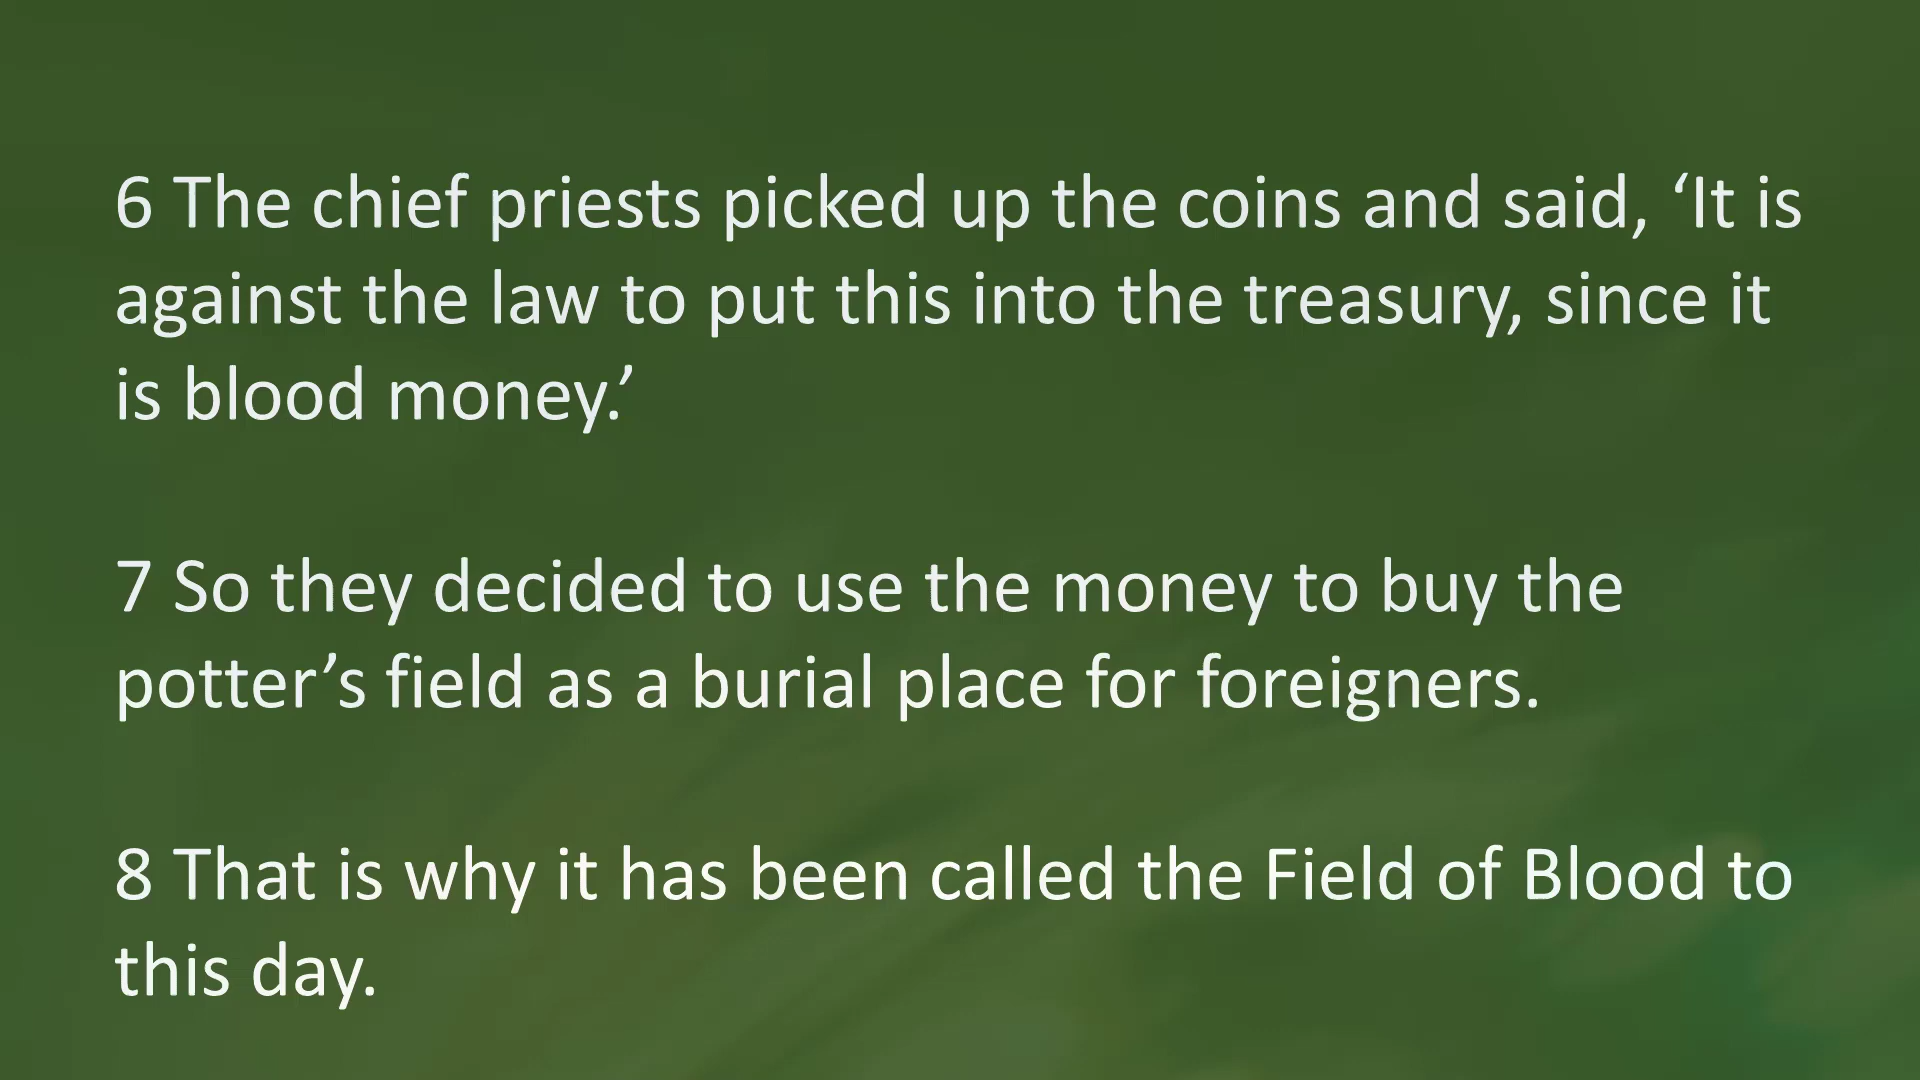 6 The chief priests picked up the coins and said, ‘It is
against the law to put this into the treasury, since it
is blood money.’
7 So they decided to use the money to buy the
potter’s field as a burial place for foreigners.
8 That is why it has been called the Field of Blood to
this day.